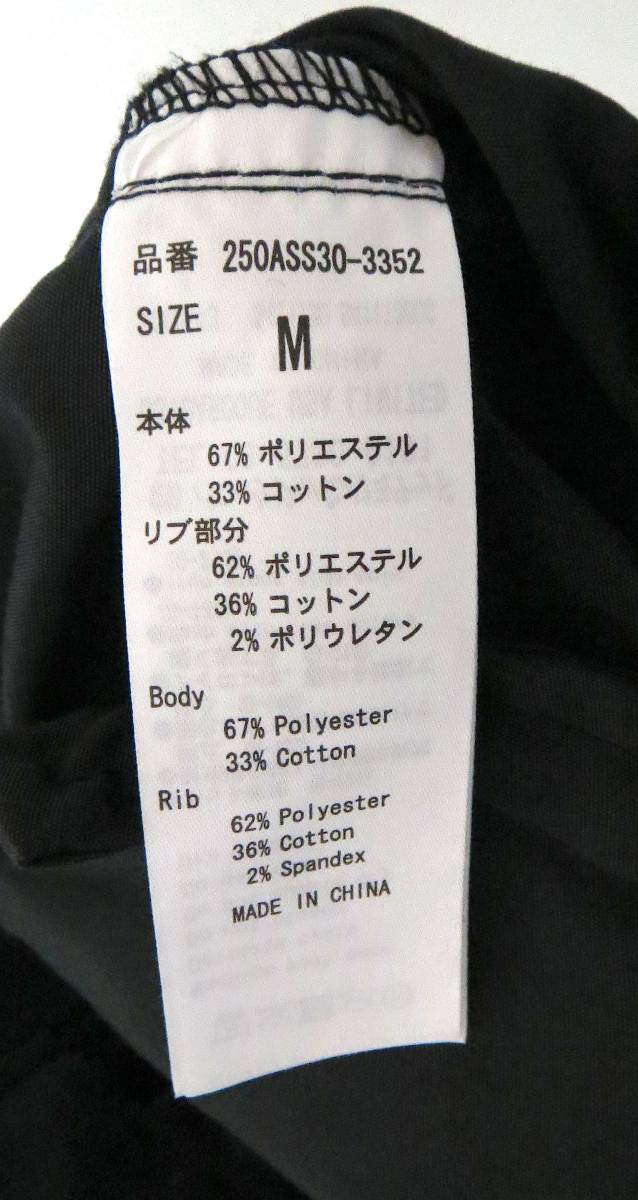 品番 250ASS30-3352
SIZE
M
本体
67% ポリエステル
33% コットン
リブ部分
62% ポリエステル
36% コットン
2% ポリウレタン
Body
67% Polyester
33% Cotton
Rib
62% Polyester
36% Cotton
2% Spandex
MADE IN CHINA